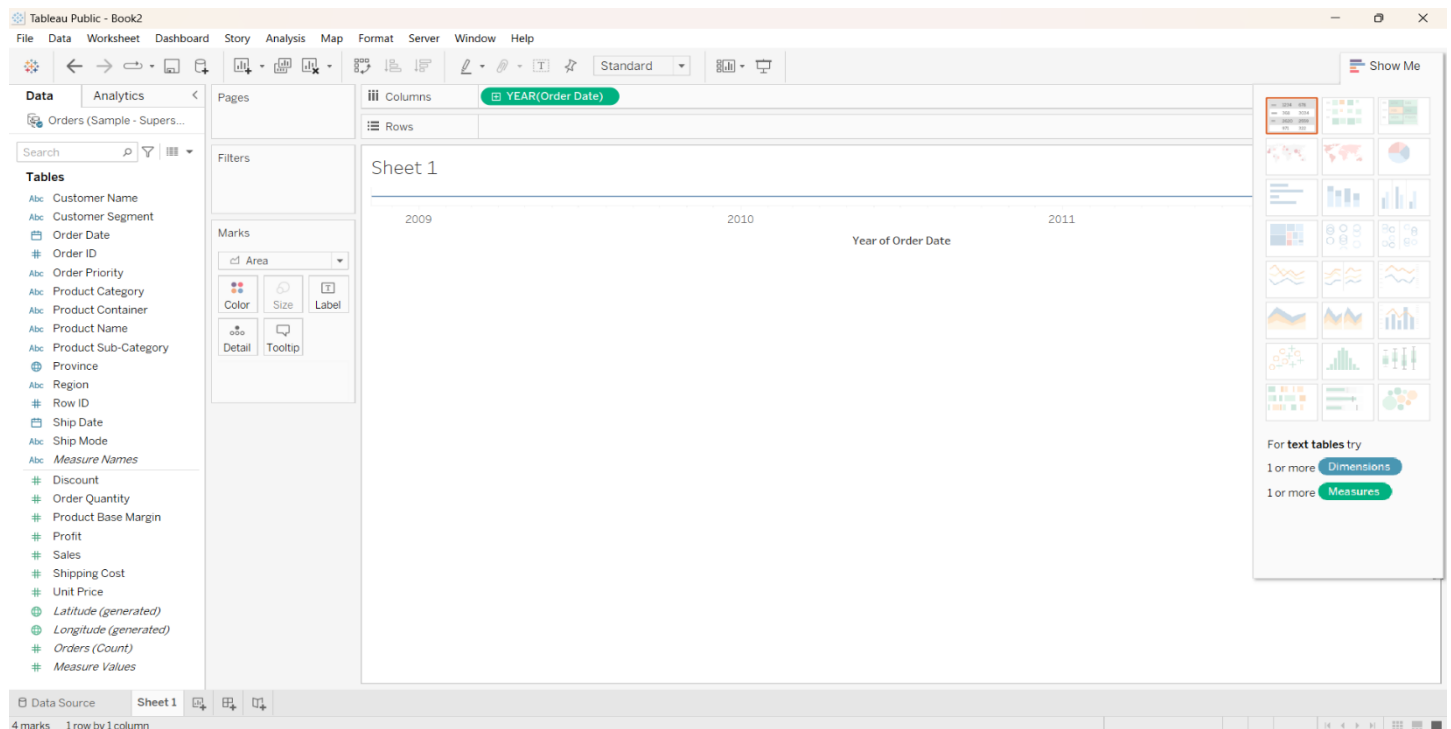 Tableau Public - Book2
File Data Worksheet Dashboard Story Analysis Map Format Server Window Help
Standard
Show Me
Data Analytics
Pages
Columns
YEAR(Order Date)
Orders (Sample - Supers...
Rows
Search
Filters
Sheet 1
Tables
Customer Name
Customer Segment
Order Date
Order ID
Order Priority
Product Category
Product Container
Product Name
Product Sub-Category
Province
Region
Row ID
Ship Date
Ship Mode
Measure Names
Discount
Order Quantity
Product Base Margin
Profit
Sales
Shipping Cost
Unit Price
Latitude (generated)
Longitude (generated)
Orders (Count)
Measure Values
Marks
Area
Color Size Label
Detail Tooltip
2009 2010 2011
Year of Order Date
For text tables try
1 or more Dimensions
1 or more Measures
Data Source Sheet 1
4 marks 1 row by 1 column